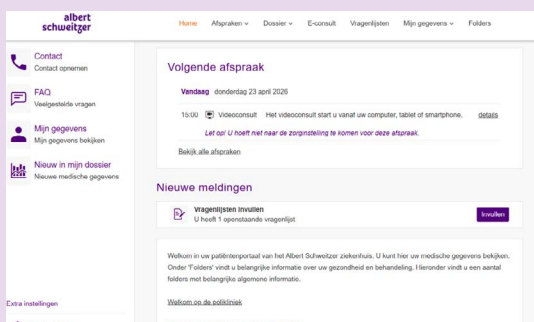 albert
schweitzer
Home Afspraken Dossier E-consult Vragenlijsten Mijn gegevens Folders
Contact
Contact opnemen
FAQ
Veelgestelde vragen
Mijn gegevens
Mijn gegevens bekijken
Nieuw in mijn dossier
Nieuwe medische gegevens
Extra instellingen
Volgende afspraak
Vandaag donderdag 23 april 2026
15:00 Videoconsult Het videoconsult start u vanaf uw computer, tablet of smartphone. details
Let op! U hoeft niet naar de zorginstelling te komen voor deze afspraak.
Bekijk alle afspraken
Nieuwe meldingen
Vragenlijsten invullen
U heeft 1 openstaande vragenlijst
Invullen
Welkom in uw patiëntenportaal van het Albert Schweitzer ziekenhuis. U kunt hier uw medische gegevens bekijken.
Onder 'Folders' vindt u belangrijke informatie over uw gezondheid en behandeling. Hieronder vindt u een aantal
folders met belangrijke algemene informatie.
Welkom op de polikliniek